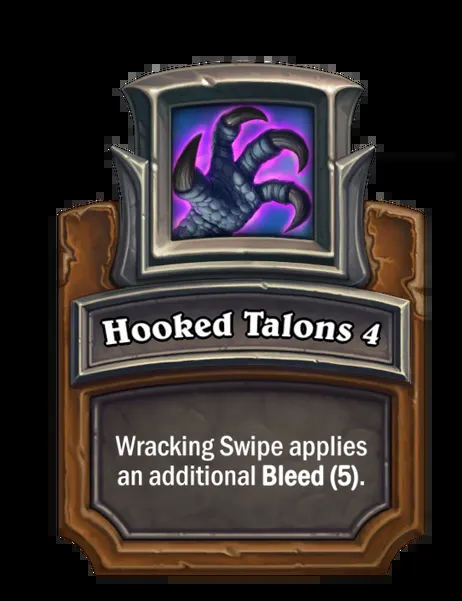 Hooked Talons 4
Wracking Swipe applies
an additional Bleed (5).